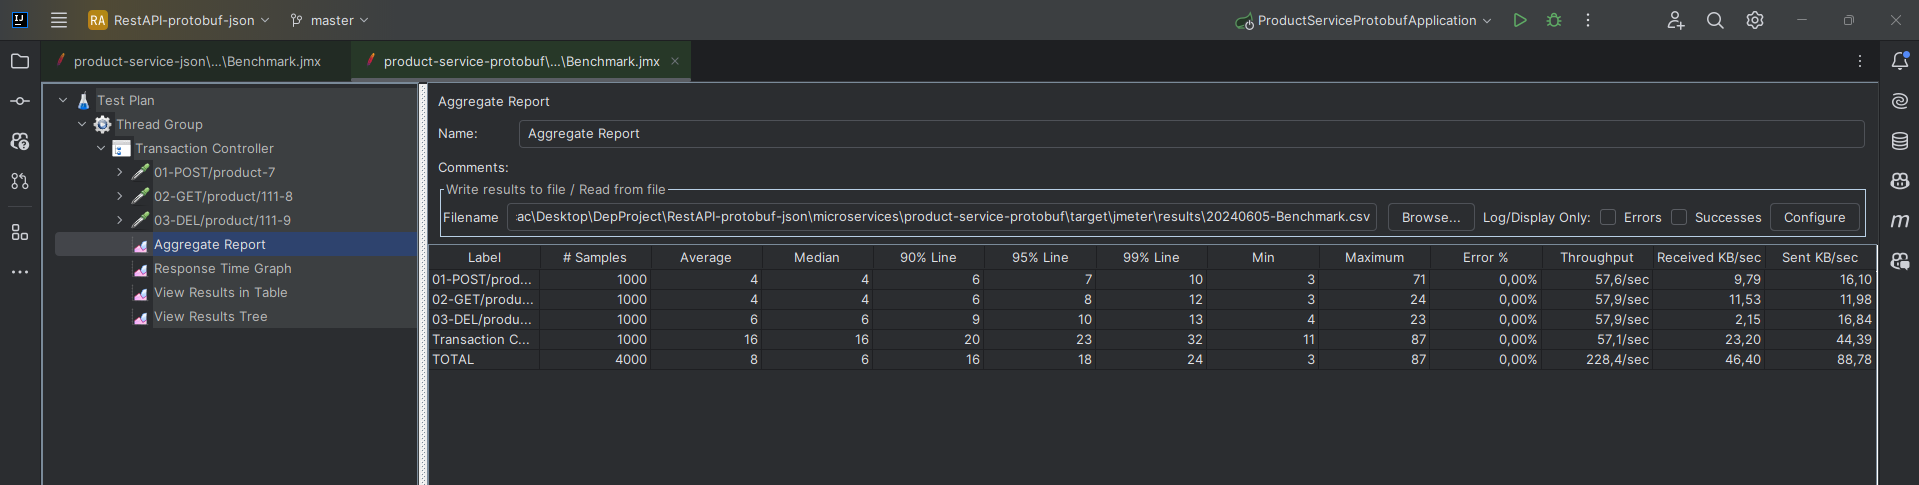 RA RestAPI-protobuf-json master ProductServiceProtobufApplication
product-service-json\...\Benchmark.jmx product-service-protobuf\...\Benchmark.jmx
Test Plan
Thread Group
Transaction Controller
01-POST/product-7
02-GET/product/111-8
03-DEL/product/111-9
Aggregate Report
Response Time Graph
View Results in Table
View Results Tree
Aggregate Report
Name: Aggregate Report
Comments:
Write results to file / Read from file
Filename :ac\Desktop\DepProject\RestAPI-protobuf-json\microservices\product-service-protobuf\target\jmeter\results\20240605-Benchmark.csv Browse... Log/Display Only: Errors Successes Configure
Label # Samples Average Median 90% Line 95% Line 99% Line Min Maximum Error % Throughput Received KB/sec Sent KB/sec
01-POST/prod... 1000 4 4 6 7 10 3 71 0,00% 57,6/sec 9,79 16,10
02-GET/produ... 1000 4 4 6 8 12 3 24 0,00% 57,9/sec 11,53 11,98
03-DEL/produ... 1000 6 6 9 10 13 4 23 0,00% 57,9/sec 2,15 16,84
Transaction C... 1000 16 16 20 23 32 11 87 0,00% 57,1/sec 23,20 44,39
TOTAL 4000 8 6 16 18 24 3 87 0,00% 228,4/sec 46,40 88,78